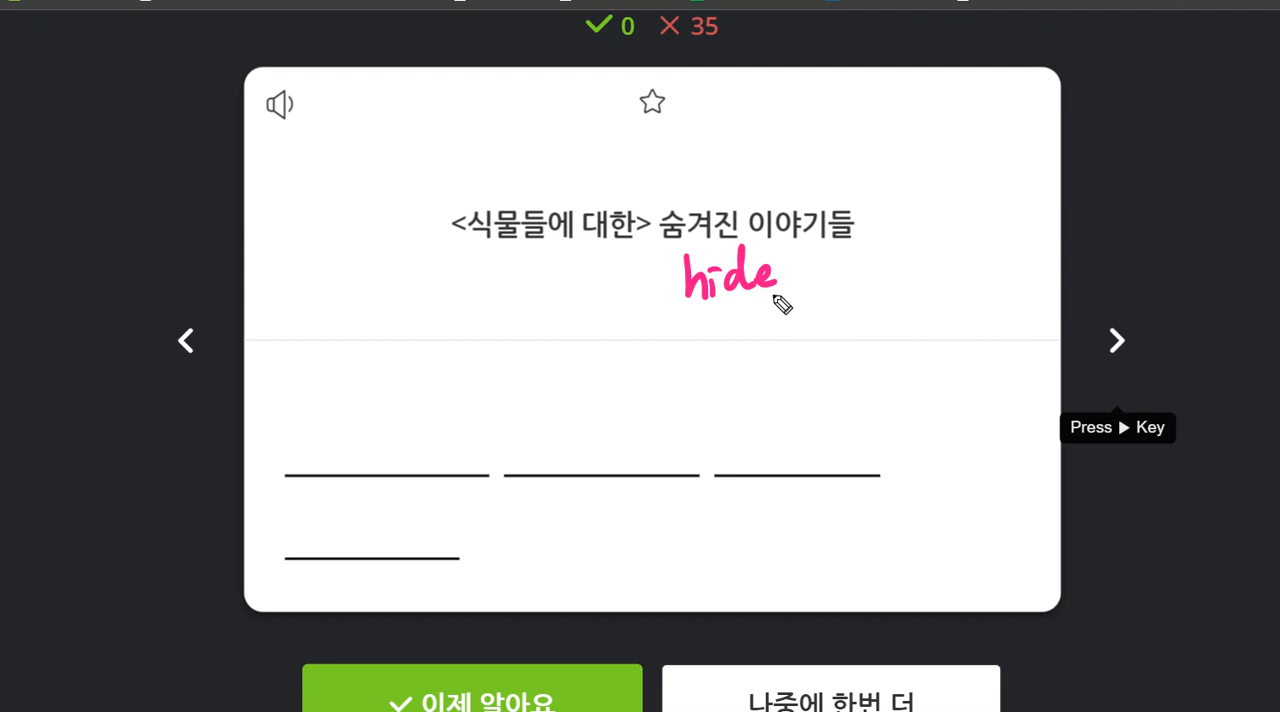 0 35
<식물들에 대한> 숨겨진 이야기들
hide
Press ▶ Key
이제 알아요
나중에 한번 더